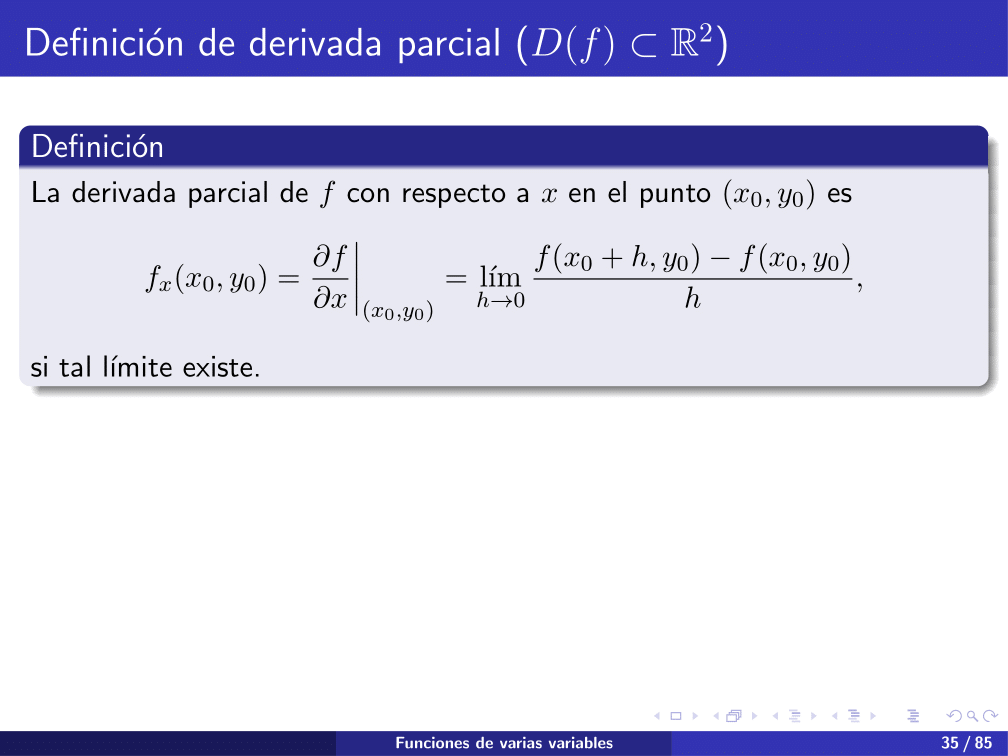 Definición de derivada parcial (D(f) ⊂ ℝ²)
Definición
La derivada parcial de f con respecto a x en el punto (x₀, y₀) es
fₓ(x₀, y₀) = ∂f/∂x |₍ₓ₀,y₀₎ = lím_{h→0} (f(x₀ + h, y₀) − f(x₀, y₀))/h,
si tal límite existe.
Funciones de varias variables 35 / 85